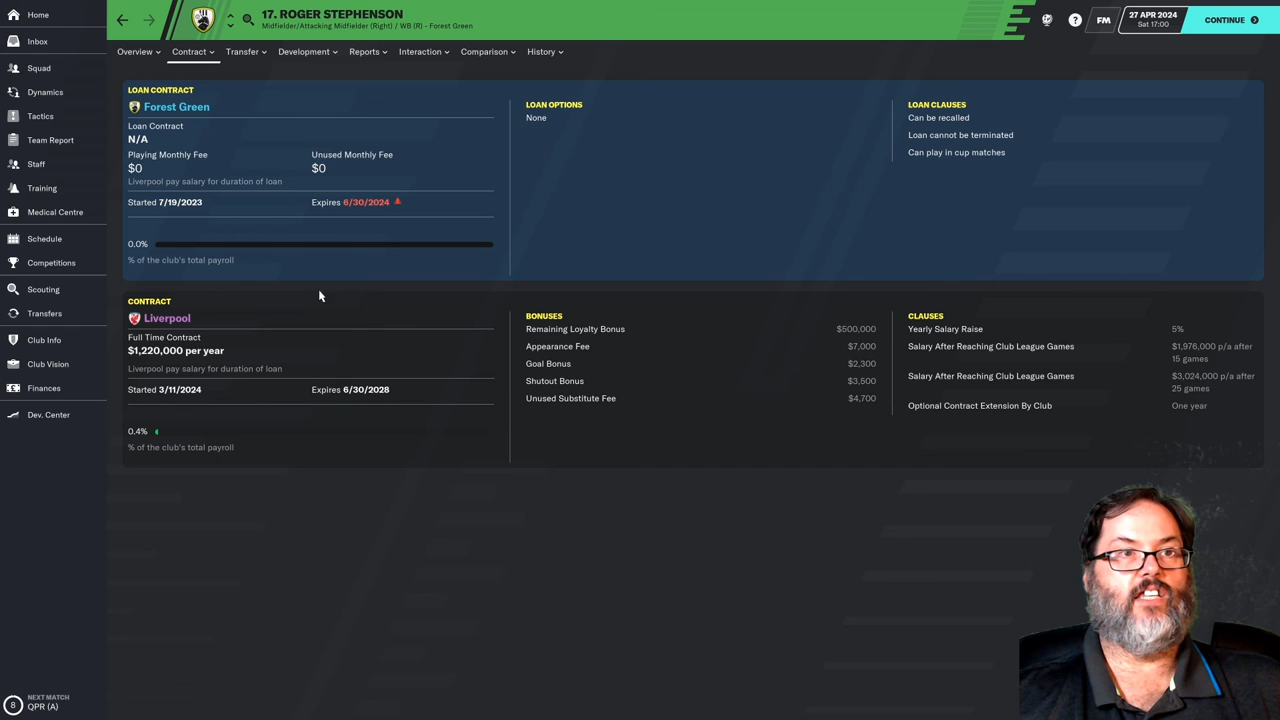 Home
Inbox
Squad
Dynamics
Tactics
Team Report
Staff
Training
Medical Centre
Schedule
Competitions
Scouting
Transfers
Club Info
Club Vision
Finances
Dev. Center
8
NEXT MATCH
QPR (A)
17. ROGER STEPHENSON
Midfielder/Attacking Midfielder (Right) / WB (R) - Forest Green
?
FM
27 APR 2024
Sat 17:00
CONTINUE
Overview Contract Transfer Development Reports Interaction Comparison History
LOAN CONTRACT
Forest Green
Loan Contract
N/A
Playing Monthly Fee Unused Monthly Fee
$0 $0
Liverpool pay salary for duration of loan
Started 7/19/2023 Expires 6/30/2024
0.0%
% of the club's total payroll
LOAN OPTIONS
None
LOAN CLAUSES
Can be recalled
Loan cannot be terminated
Can play in cup matches
CONTRACT
Liverpool
Full Time Contract
$1,220,000 per year
Liverpool pay salary for duration of loan
Started 3/11/2024 Expires 6/30/2028
0.4%
% of the club's total payroll
BONUSES
Remaining Loyalty Bonus $500,000
Appearance Fee $7,000
Goal Bonus $2,300
Shutout Bonus $3,500
Unused Substitute Fee $4,700
CLAUSES
Yearly Salary Raise 5%
Salary After Reaching Club League Games $1,976,000 p/a after
15 games
Salary After Reaching Club League Games $3,024,000 p/a after
25 games
Optional Contract Extension By Club One year